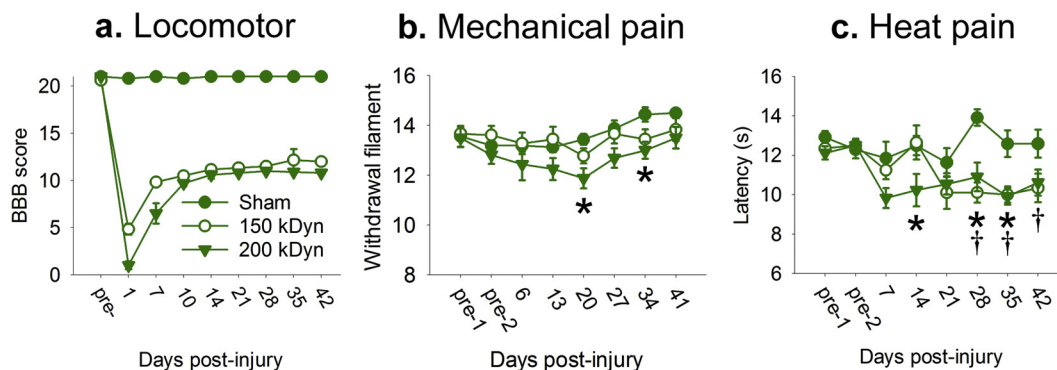 a. Locomotor
BBB score
20
15
10
5
0
Sham
150 kDyn
200 kDyn
pre- 1 7 10 14 21 28 35 42
Days post-injury
b. Mechanical pain
Withdrawal filament
16
14
12
10
8
*
*
pre-1 pre-2 6 13 20 27 34 41
Days post-injury
c. Heat pain
Latency (s)
16
14
12
10
8
6
* * * †
† †
pre-1 pre-2 7 14 21 28 35 42
Days post-injury